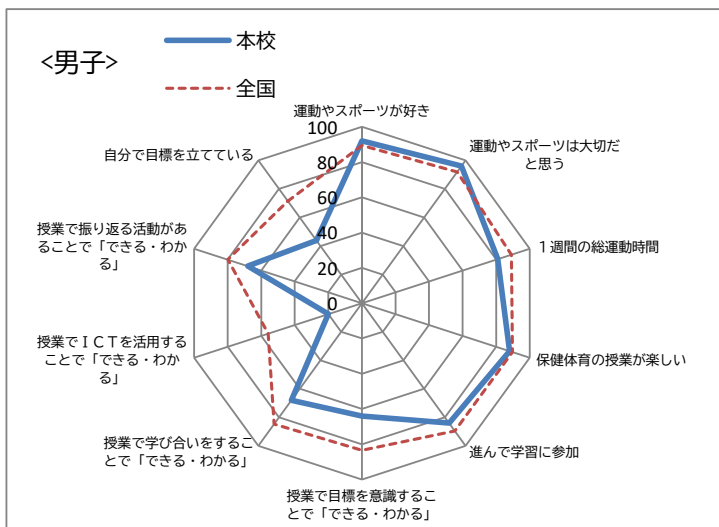 <男子>
本校
全国
運動やスポーツが好き
運動やスポーツは大切だ
と思う
１週間の総運動時間
保健体育の授業が楽しい
進んで学習に参加
授業で目標を意識するこ
とで「できる・わかる」
授業で学び合いをするこ
とで「できる・わかる」
授業でＩＣＴを活用する
ことで「できる・わか
る」
授業で振り返る活動があ
ることで「できる・わか
る」
自分で目標を立てている
100
80
60
40
20
0